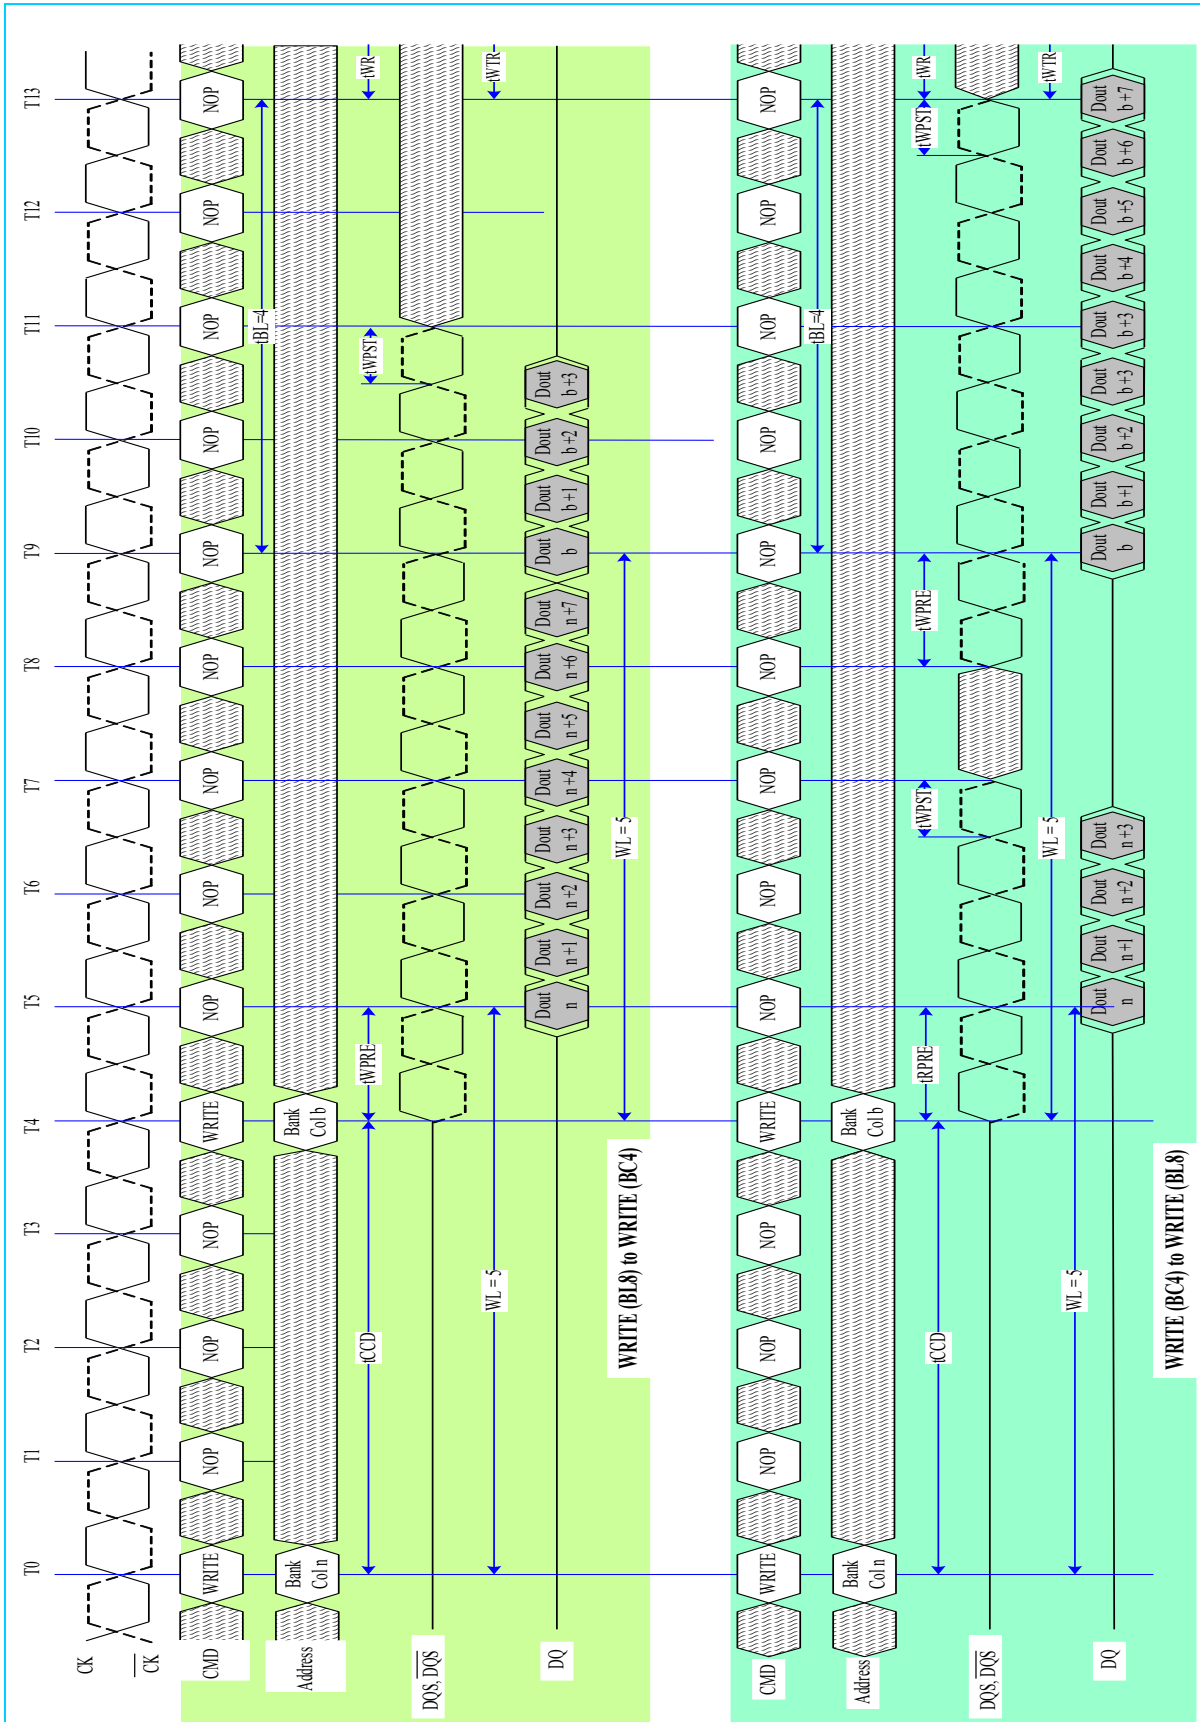 T0 T1 T2 T3 T4 T5 T6 T7 T8 T9 T10 T11 T12 T13
CK
CK
CMD WRITE NOP NOP NOP WRITE NOP NOP NOP NOP NOP NOP NOP NOP NOP
tBL=4
Address Bank Bank
Col n Col b
tCCD tWPRE tWPST tWR
DQS, DQS
WL = 5 tWTR
DQ Dout Dout Dout Dout Dout Dout Dout Dout Dout Dout Dout Dout
n n+1 n+2 n+3 n+4 n+5 n+6 n+7 b b+1 b+2 b+3
WL = 5
WRITE (BL8) to WRITE (BC4)
CMD WRITE NOP NOP NOP WRITE NOP NOP NOP NOP NOP NOP NOP NOP NOP
tBL=4
Address Bank Bank
Col n Col b
tCCD tRPRE tWPST tWPRE tWPST tWR
DQS, DQS
WL = 5 tWTR
WL = 5
DQ Dout Dout Dout Dout Dout Dout Dout Dout Dout Dout Dout Dout Dout
n n+1 n+2 n+3 b b+1 b+2 b+3 b+3 b+4 b+5 b+6 b+7
WRITE (BC4) to WRITE (BL8)